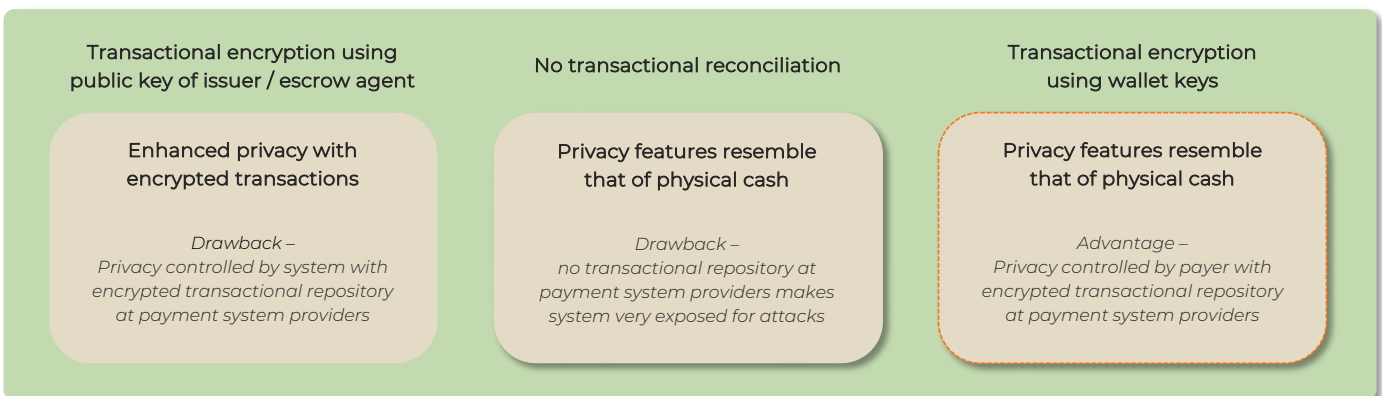 Transactional encryption using
public key of issuer / escrow agent
Enhanced privacy with
encrypted transactions
Drawback –
Privacy controlled by system with
encrypted transactional repository
at payment system providers
No transactional reconciliation
Privacy features resemble
that of physical cash
Drawback –
no transactional repository at
payment system providers makes
system very exposed for attacks
Transactional encryption
using wallet keys
Privacy features resemble
that of physical cash
Advantage –
Privacy controlled by payer with
encrypted transactional repository
at payment system providers